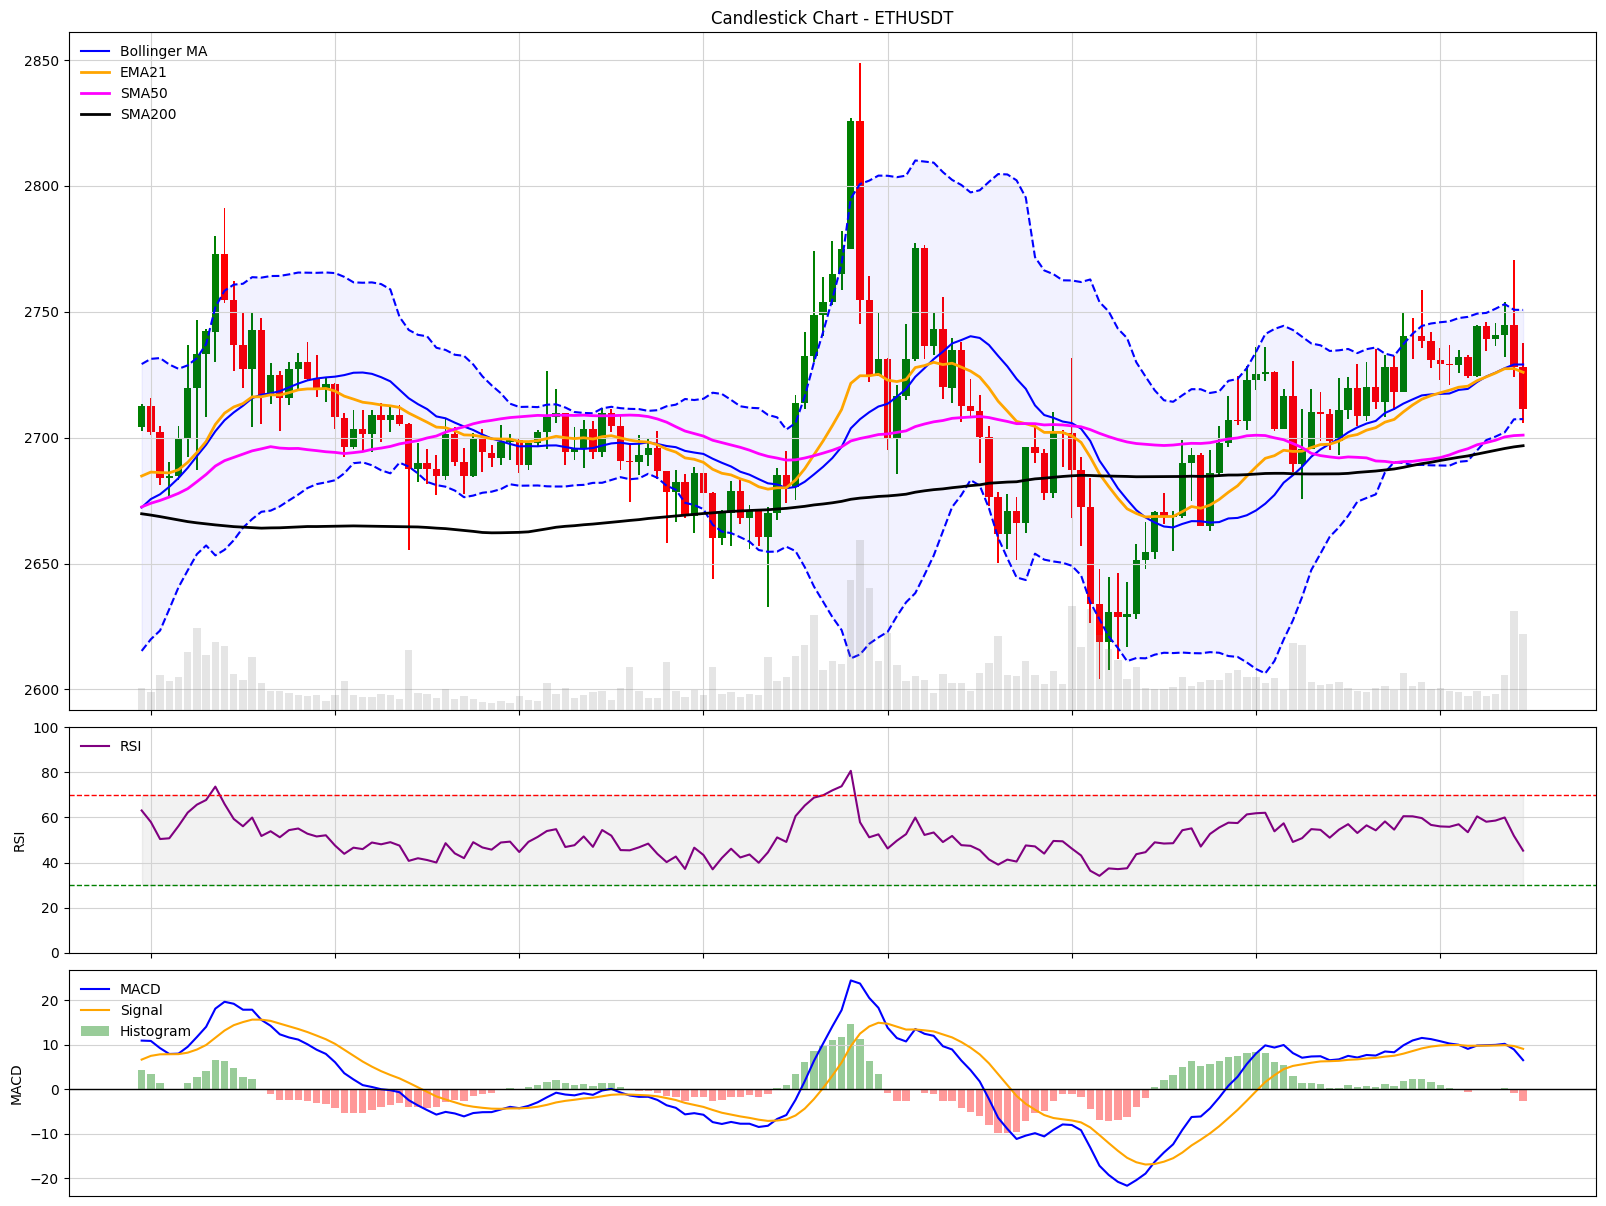 Candlestick Chart - ETHUSDT
Bollinger MA
EMA21
SMA50
SMA200
2850
2800
2750
2700
2650
2600
RSI
100
80
60
40
20
0
RSI
MACD
Signal
Histogram
20
10
0
−10
−20
MACD